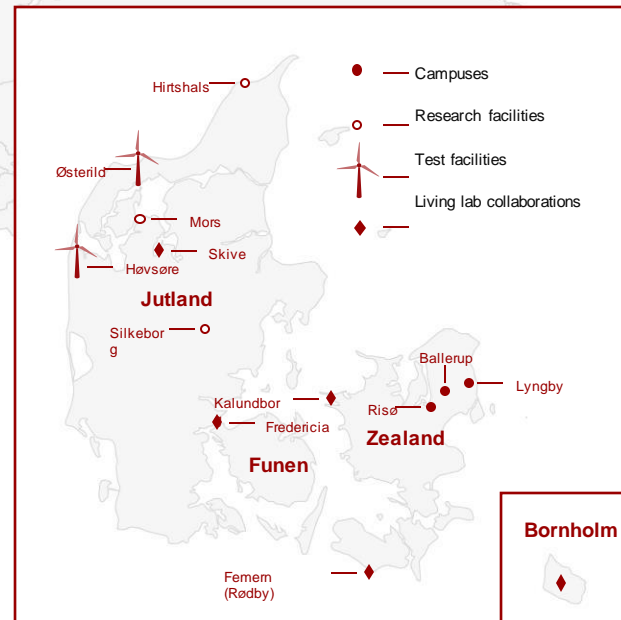 Hirtshals
Campuses
Research facilities
Østerild
Test facilities
Living lab collaborations
Mors
Skive
Høvsøre
Jutland
Silkebor
g
Ballerup
Lyngby
Kalundbor
Risø
Fredericia
Zealand
Funen
Bornholm
Femern
(Rødby)